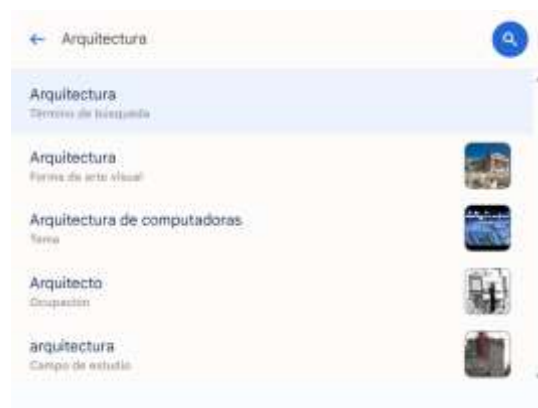 Arquitectura
Arquitectura
Término de búsqueda
Arquitectura
Forma de arte visual
Arquitectura de computadoras
Tema
Arquitecto
Ocupación
arquitectura
Campo de estudio